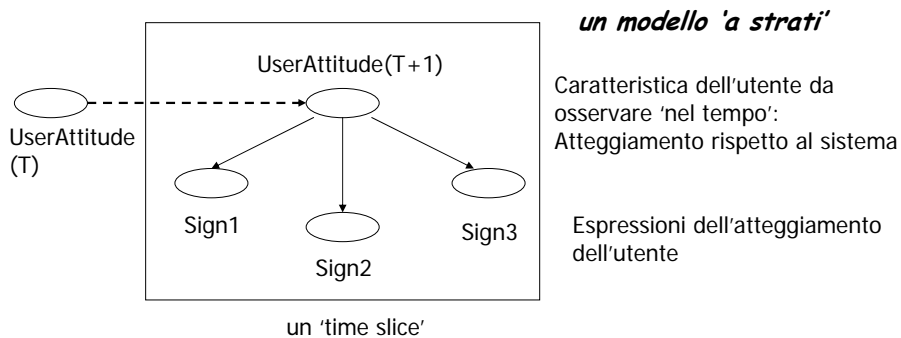 un modello 'a strati'
UserAttitude(T+1)
Caratteristica dell'utente da
osservare 'nel tempo':
Atteggiamento rispetto al sistema
UserAttitude
(T)
Sign1
Sign2
Sign3
Espressioni dell'atteggiamento
dell'utente
un 'time slice'